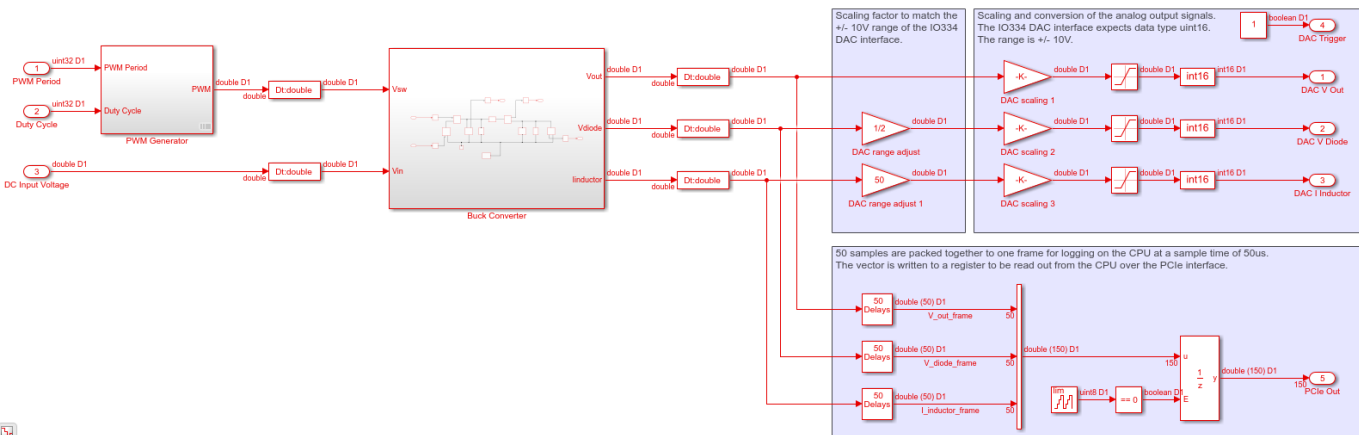 Scaling factor to match the
+/- 10V range of the IO334
DAC interface.
Scaling and conversion of the analog output signals.
The IO334 DAC interface expects data type uint16.
The range is +/- 10V.
1
boolean D1
4
DAC Trigger
1
uint32 D1
PWM Period
2
uint32 D1
Duty Cycle
PWM Period
Duty Cycle
PWM
PWM Generator
double D1
double
Dt:double
double D1
3
double D1
DC Input Voltage
double
Dt:double
double D1
Vsw
Vin
Vout
Vdiode
Iinductor
Buck Converter
double D1
double
Dt:double
double D1
double D1
double
Dt:double
double D1
double D1
double
Dt:double
double D1
1/2
double D1
DAC range adjust
50
double D1
DAC range adjust 1
-K-
double D1
DAC scaling 1
double D1
int16
int16 D1
1
DAC V Out
-K-
double D1
DAC scaling 2
double D1
int16
int16 D1
2
DAC V Diode
-K-
double D1
DAC scaling 3
double D1
int16
int16 D1
3
DAC I Inductor
50 samples are packed together to one frame for logging on the CPU at a sample time of 50us.
The vector is written to a register to be read out from the CPU over the PCIe interface.
50
Delays
double (50) D1
V_out_frame
50
50
Delays
double (50) D1
V_diode_frame
50
50
Delays
double (50) D1
I_inductor_frame
50
double (150) D1
150
lim
uint8 D1
== 0
boolean D1
u
E
1
z
y
double (150) D1
150
5
PCIe Out